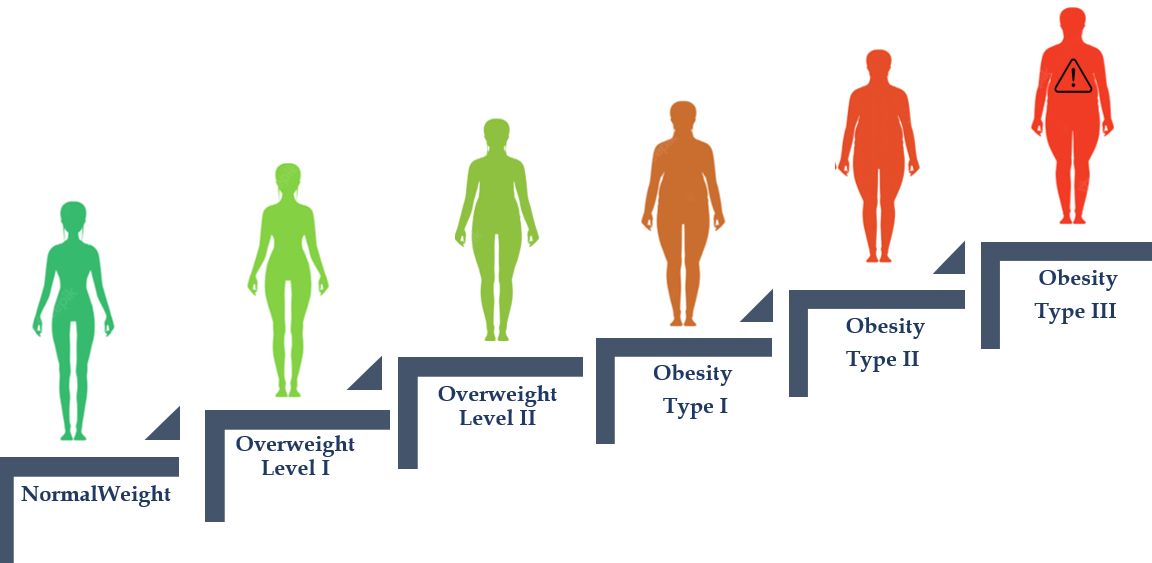 NormalWeight
Overweight
Level I
Overweight
Level II
Obesity
Type I
Obesity
Type II
Obesity
Type III